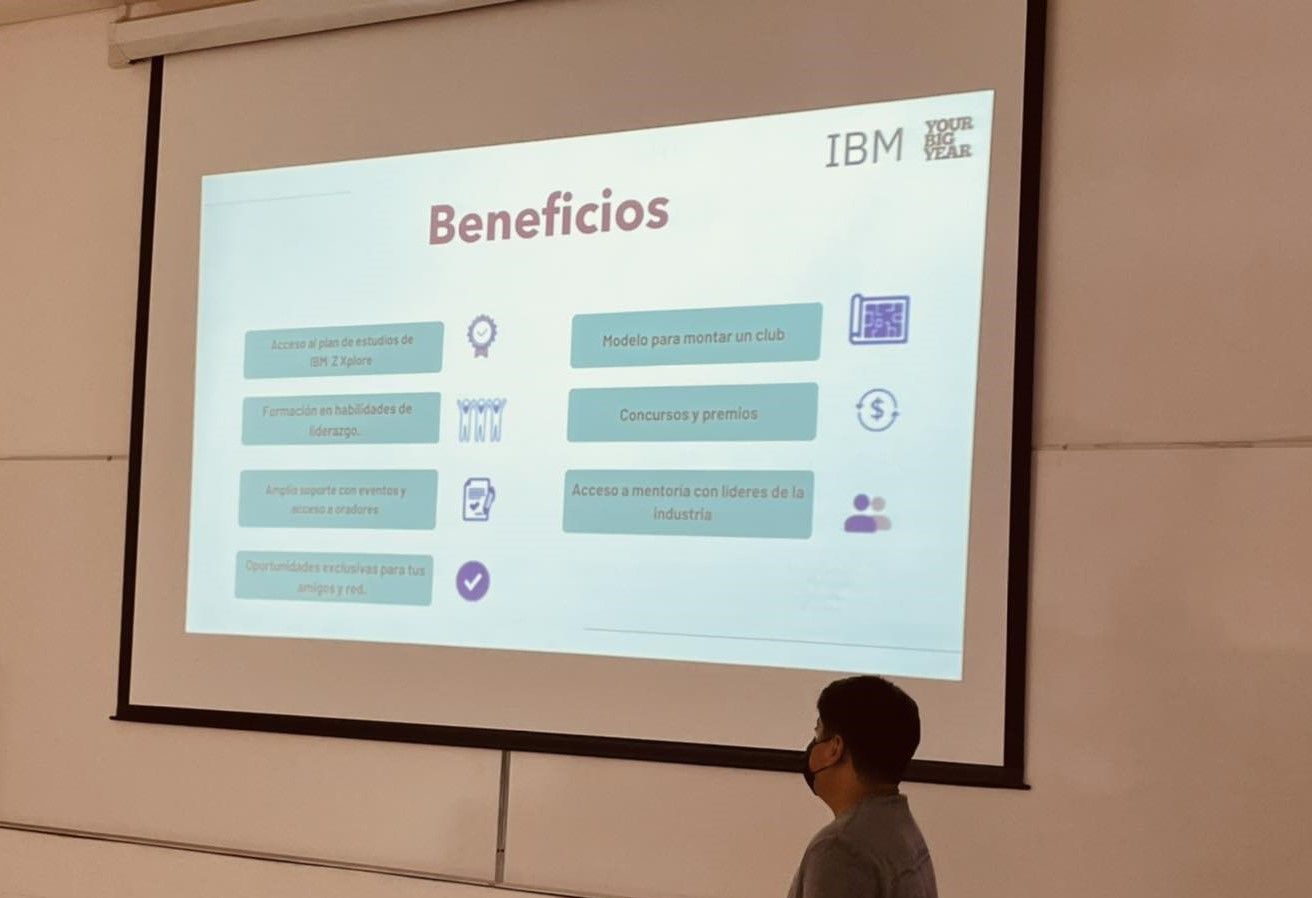 IBM
YOUR
BIG
YEAR
Beneficios
Acceso al plan de estudios de
IBM Z Xplore
Formación en habilidades de
liderazgo.
Amplio soporte con eventos y
acceso a oradores
Oportunidades exclusivas para tus
amigos y red.
Modelo para montar un club
Concursos y premios
Acceso a mentoría con líderes de la
industria